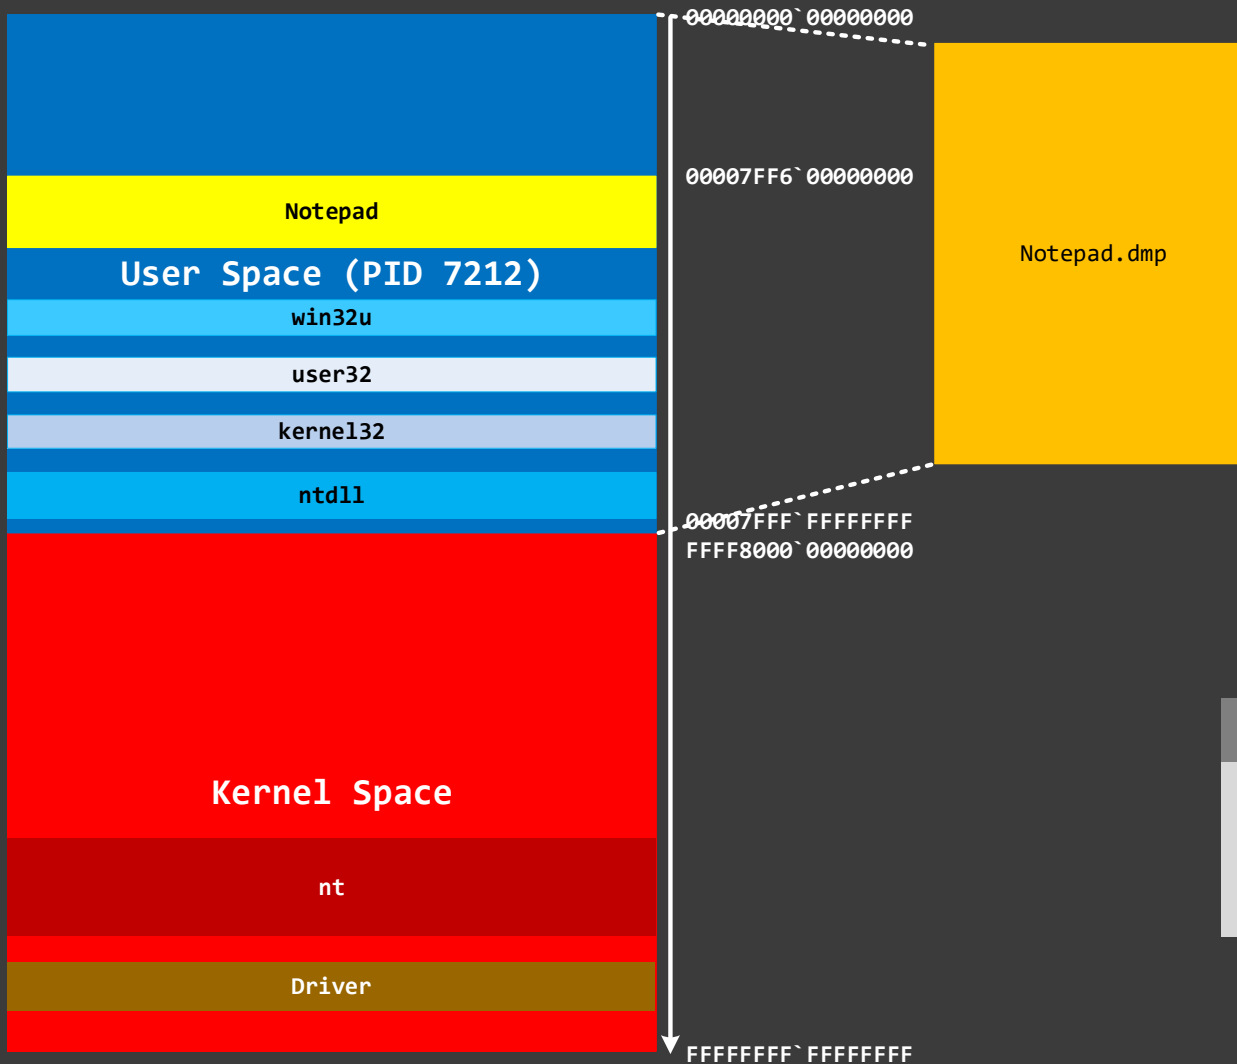 00000000`00000000
00007FF6`00000000
Notepad
Notepad.dmp
User Space (PID 7212)
win32u
user32
kernel32
ntdll
00007FFF`FFFFFFFF
FFFF8000`00000000
Kernel Space
nt
Driver
FFFFFFFF`FFFFFFFF